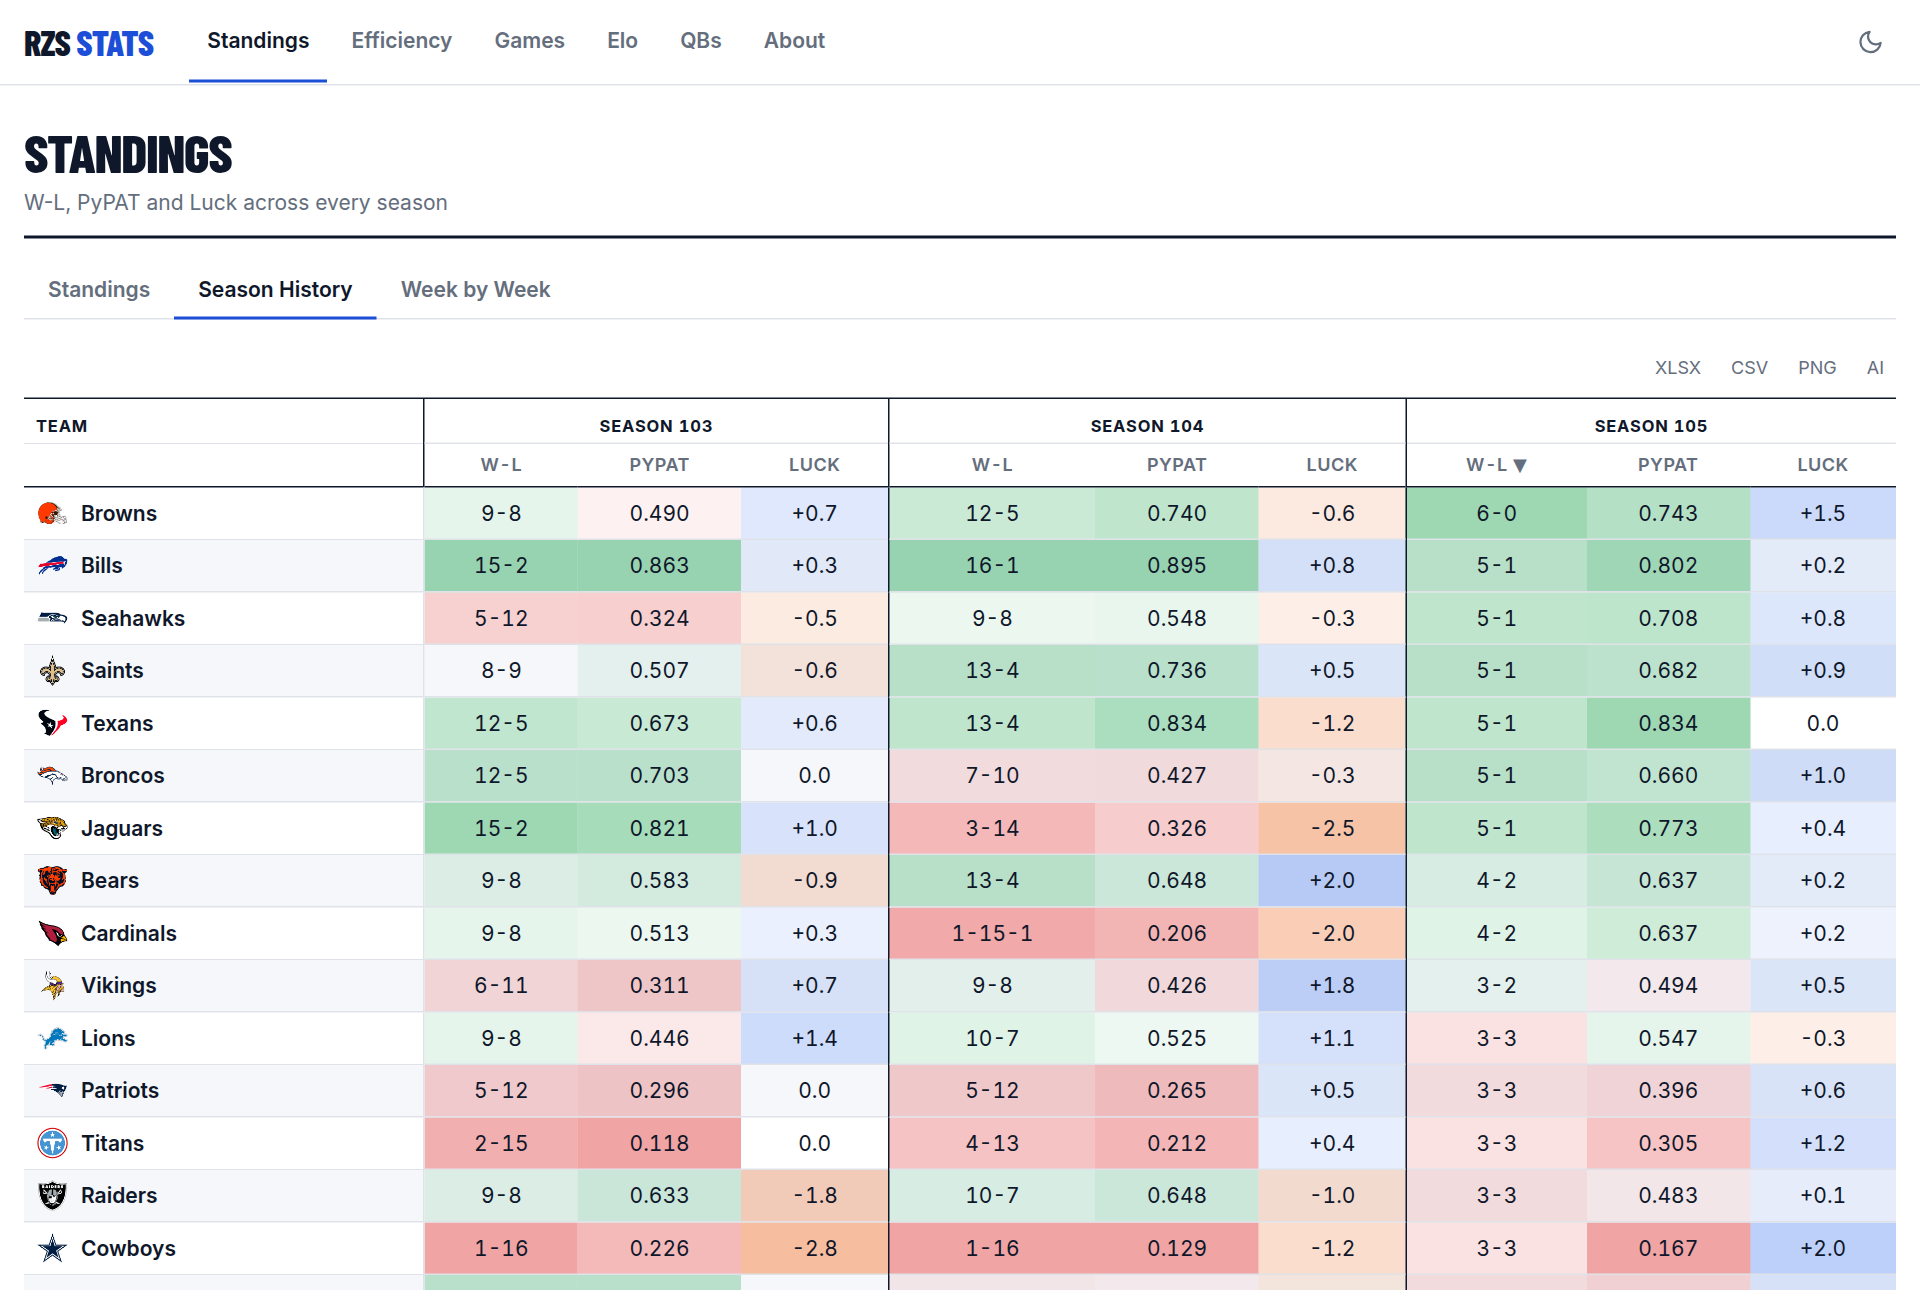 RZS STATS Standings Efficiency Games Elo QBs About
STANDINGS
W-L, PyPAT and Luck across every season
Standings Season History Week by Week
XLSX CSV PNG AI
TEAM SEASON 103 SEASON 104 SEASON 105
W-L PYPAT LUCK W-L PYPAT LUCK W-L ▼ PYPAT LUCK
Browns 9-8 0.490 +0.7 12-5 0.740 -0.6 6-0 0.743 +1.5
Bills 15-2 0.863 +0.3 16-1 0.895 +0.8 5-1 0.802 +0.2
Seahawks 5-12 0.324 -0.5 9-8 0.548 -0.3 5-1 0.708 +0.8
Saints 8-9 0.507 -0.6 13-4 0.736 +0.5 5-1 0.682 +0.9
Texans 12-5 0.673 +0.6 13-4 0.834 -1.2 5-1 0.834 0.0
Broncos 12-5 0.703 0.0 7-10 0.427 -0.3 5-1 0.660 +1.0
Jaguars 15-2 0.821 +1.0 3-14 0.326 -2.5 5-1 0.773 +0.4
Bears 9-8 0.583 -0.9 13-4 0.648 +2.0 4-2 0.637 +0.2
Cardinals 9-8 0.513 +0.3 1-15-1 0.206 -2.0 4-2 0.637 +0.2
Vikings 6-11 0.311 +0.7 9-8 0.426 +1.8 3-2 0.494 +0.5
Lions 9-8 0.446 +1.4 10-7 0.525 +1.1 3-3 0.547 -0.3
Patriots 5-12 0.296 0.0 5-12 0.265 +0.5 3-3 0.396 +0.6
Titans 2-15 0.118 0.0 4-13 0.212 +0.4 3-3 0.305 +1.2
Raiders 9-8 0.633 -1.8 10-7 0.648 -1.0 3-3 0.483 +0.1
Cowboys 1-16 0.226 -2.8 1-16 0.129 -1.2 3-3 0.167 +2.0